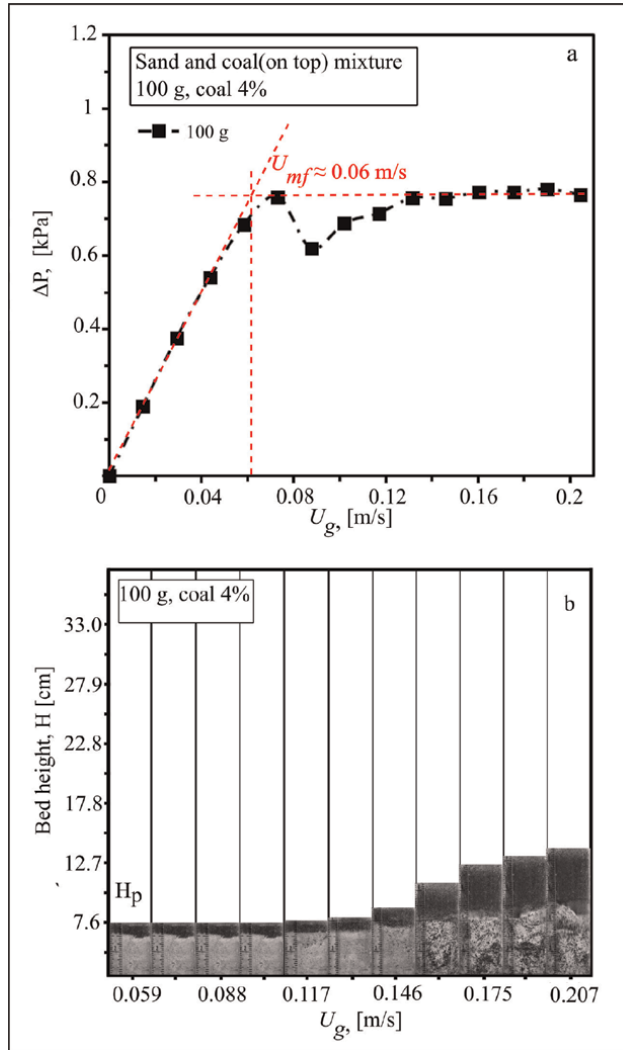 Sand and coal(on top) mixture
100 g, coal 4%
a
100 g
U_mf ≈ 0.06 m/s
ΔP, [kPa]
1.2
1
0.8
0.6
0.4
0.2
0 0.04 0.08 0.12 0.16 0.2
U_g, [m/s]
100 g, coal 4%
b
Bed height, H [cm]
33.0
27.9
22.8
17.8
12.7
7.6
Hp
0.059 0.088 0.117 0.146 0.175 0.207
U_g, [m/s]